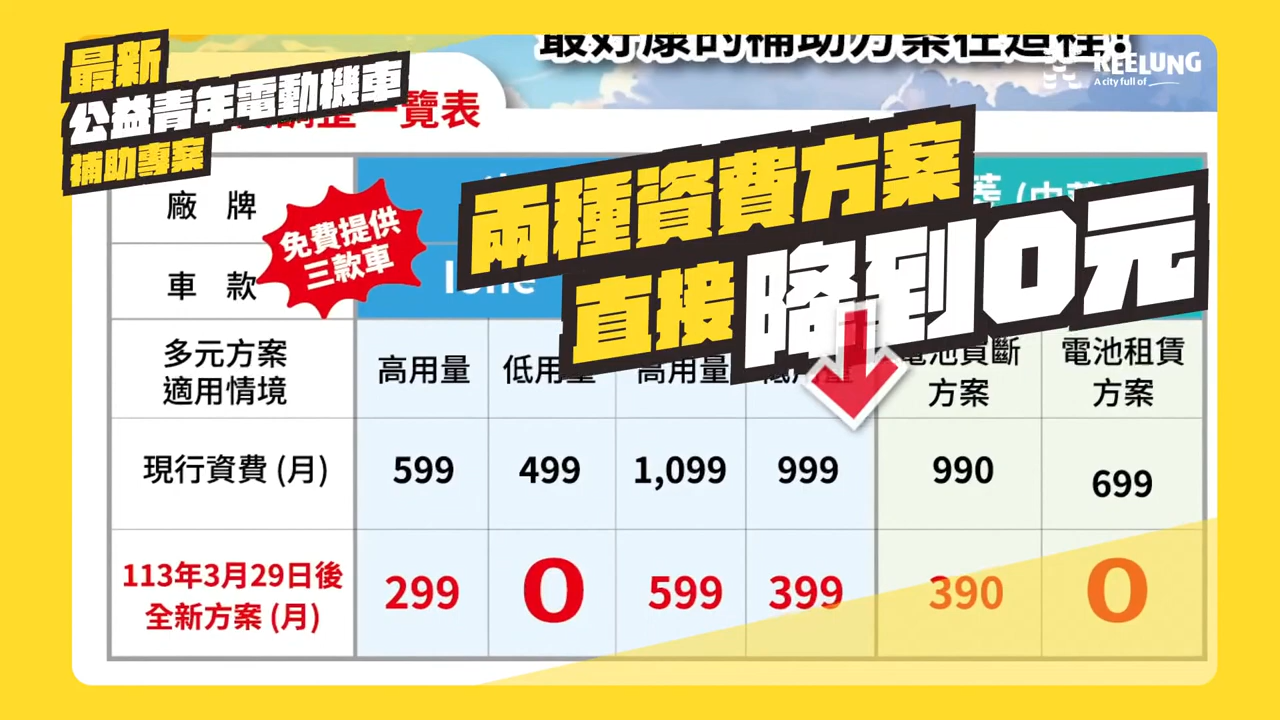 最新
公益青年電動機車
補助專案
最好康的補助方案在這裡!
KEELUNG
A city full of
一覽表
兩種資費方案
直接降到0元
廠 牌
免費提供
三款車
車 款
多元方案
適用情境
高用量
低用量
高用量
低用量
電池買斷
方案
電池租賃
方案
現行資費 (月)
599
499
1,099
999
990
699
113年3月29日後
全新方案 (月)
299
0
599
399
390
0